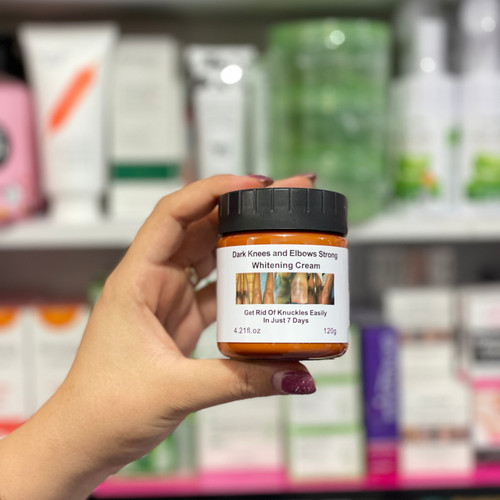 Dark Knees and Elbows Strong
Whitening Cream
Get Rid Of Knuckles Easily
In Just 7 Days
4.21fl.oz 120g